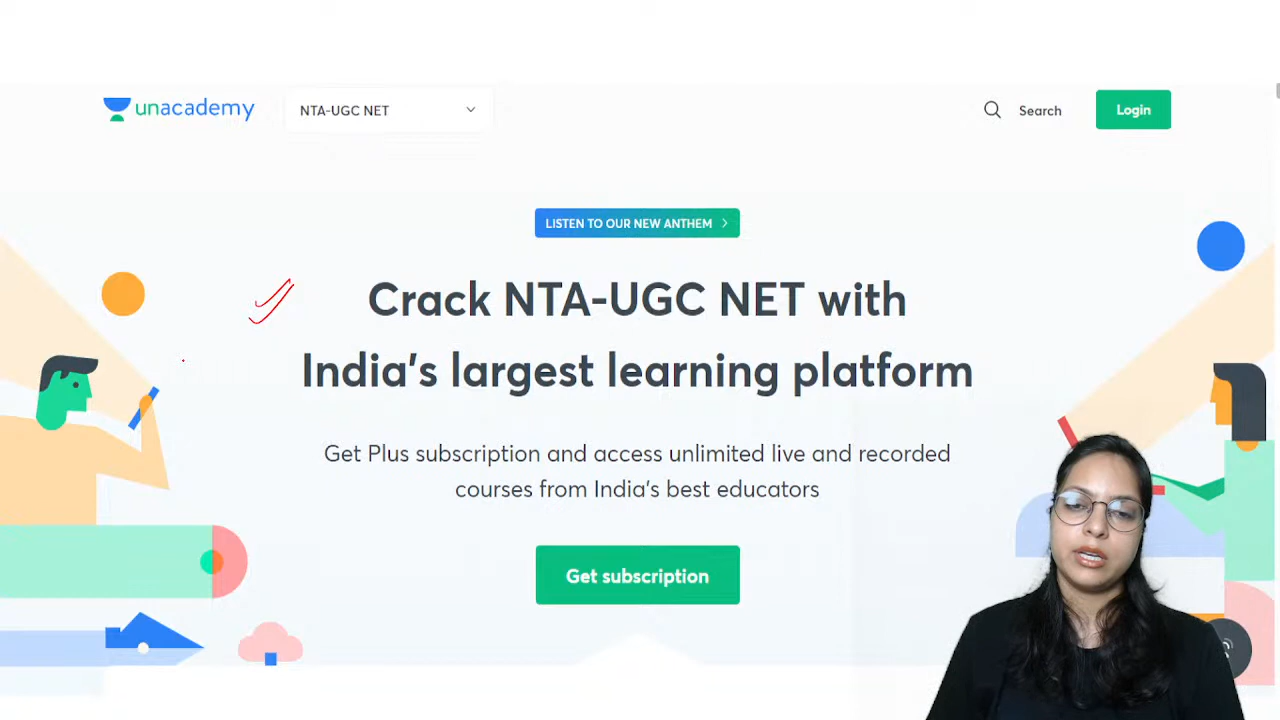 unacademy
NTA-UGC NET
Search
Login
LISTEN TO OUR NEW ANTHEM
Crack NTA-UGC NET with
India's largest learning platform
Get Plus subscription and access unlimited live and recorded
courses from India's best educators
Get subscription